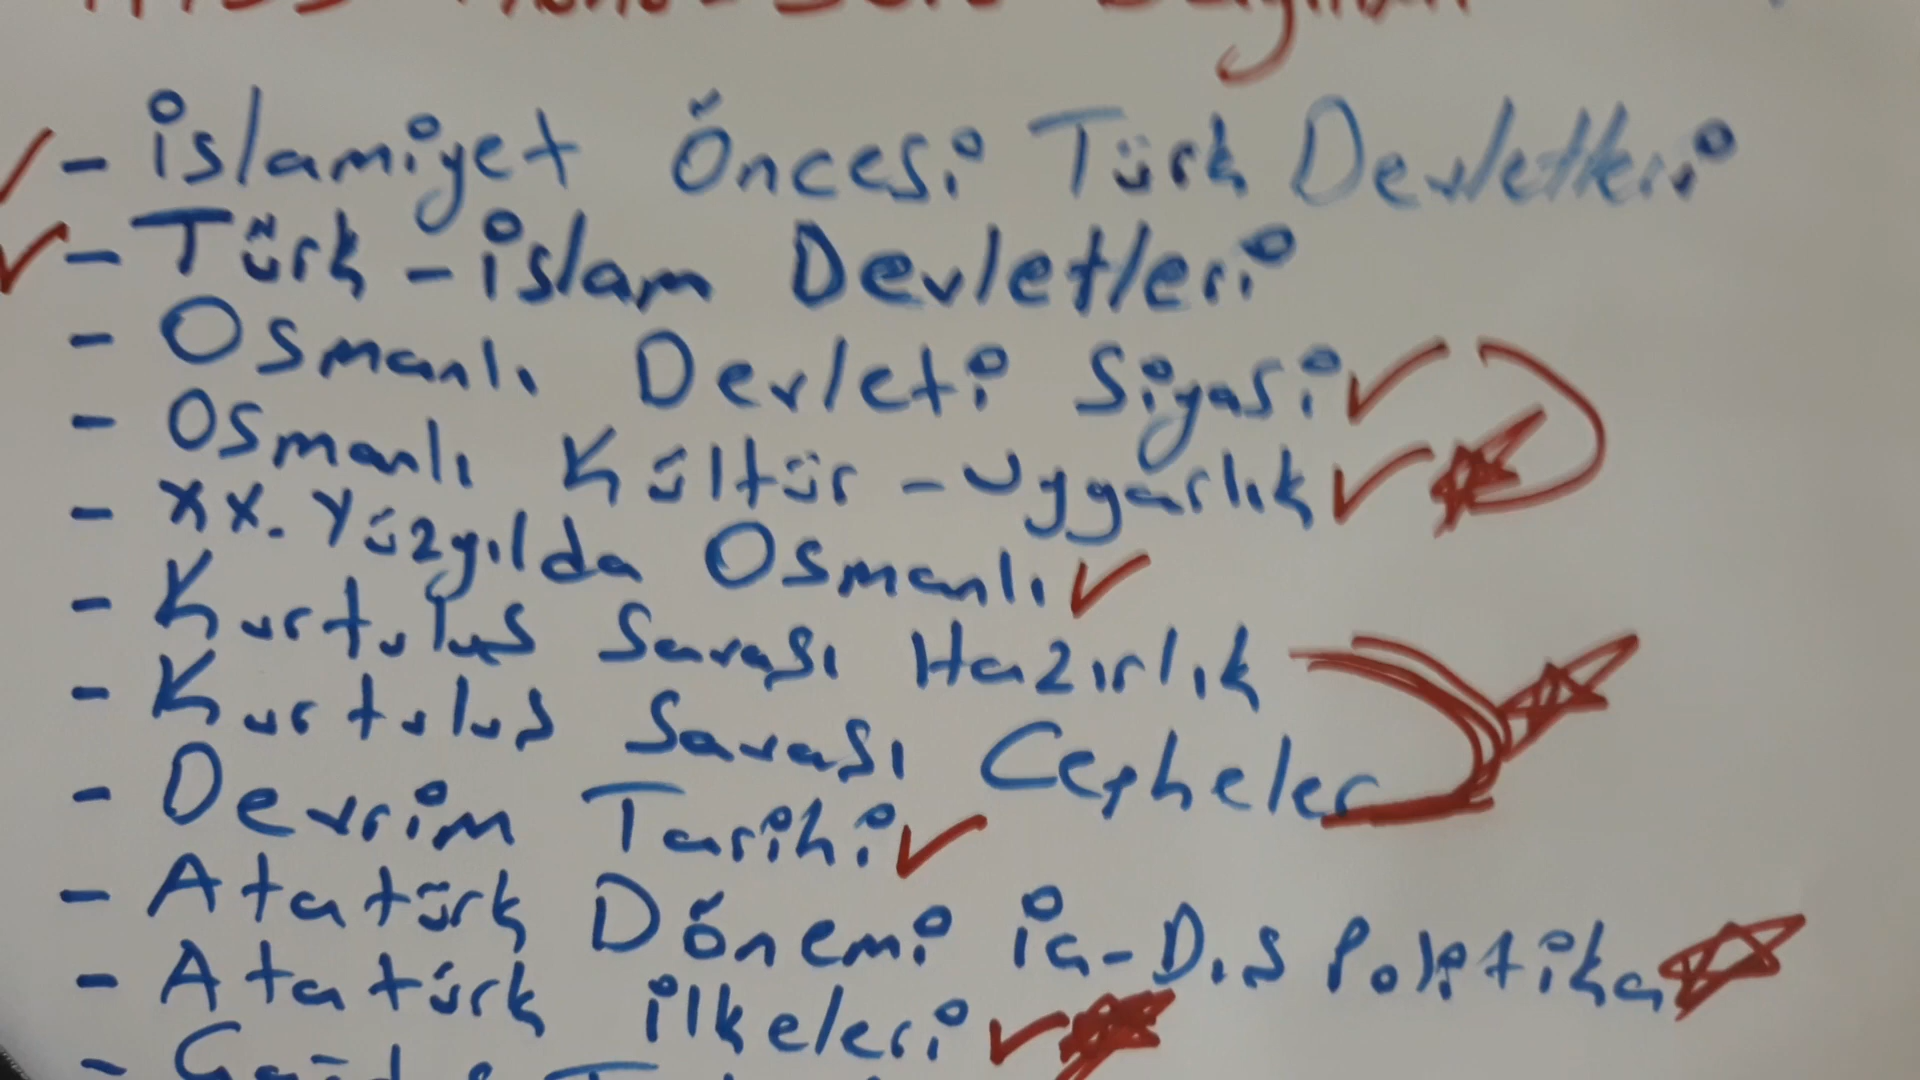 - İslamiyet Öncesi Türk Devletleri
- Türk-İslam Devletleri
- Osmanlı Devleti Siyasi
- Osmanlı Kültür-Uygarlık
- XX. Yüzyılda Osmanlı
- Kurtuluş Savaşı Hazırlık
- Kurtuluş Savaşı Cepheler
- Devrim Tarihi
- Atatürk Dönemi İç-Dış Politika
- Atatürk İlkeleri